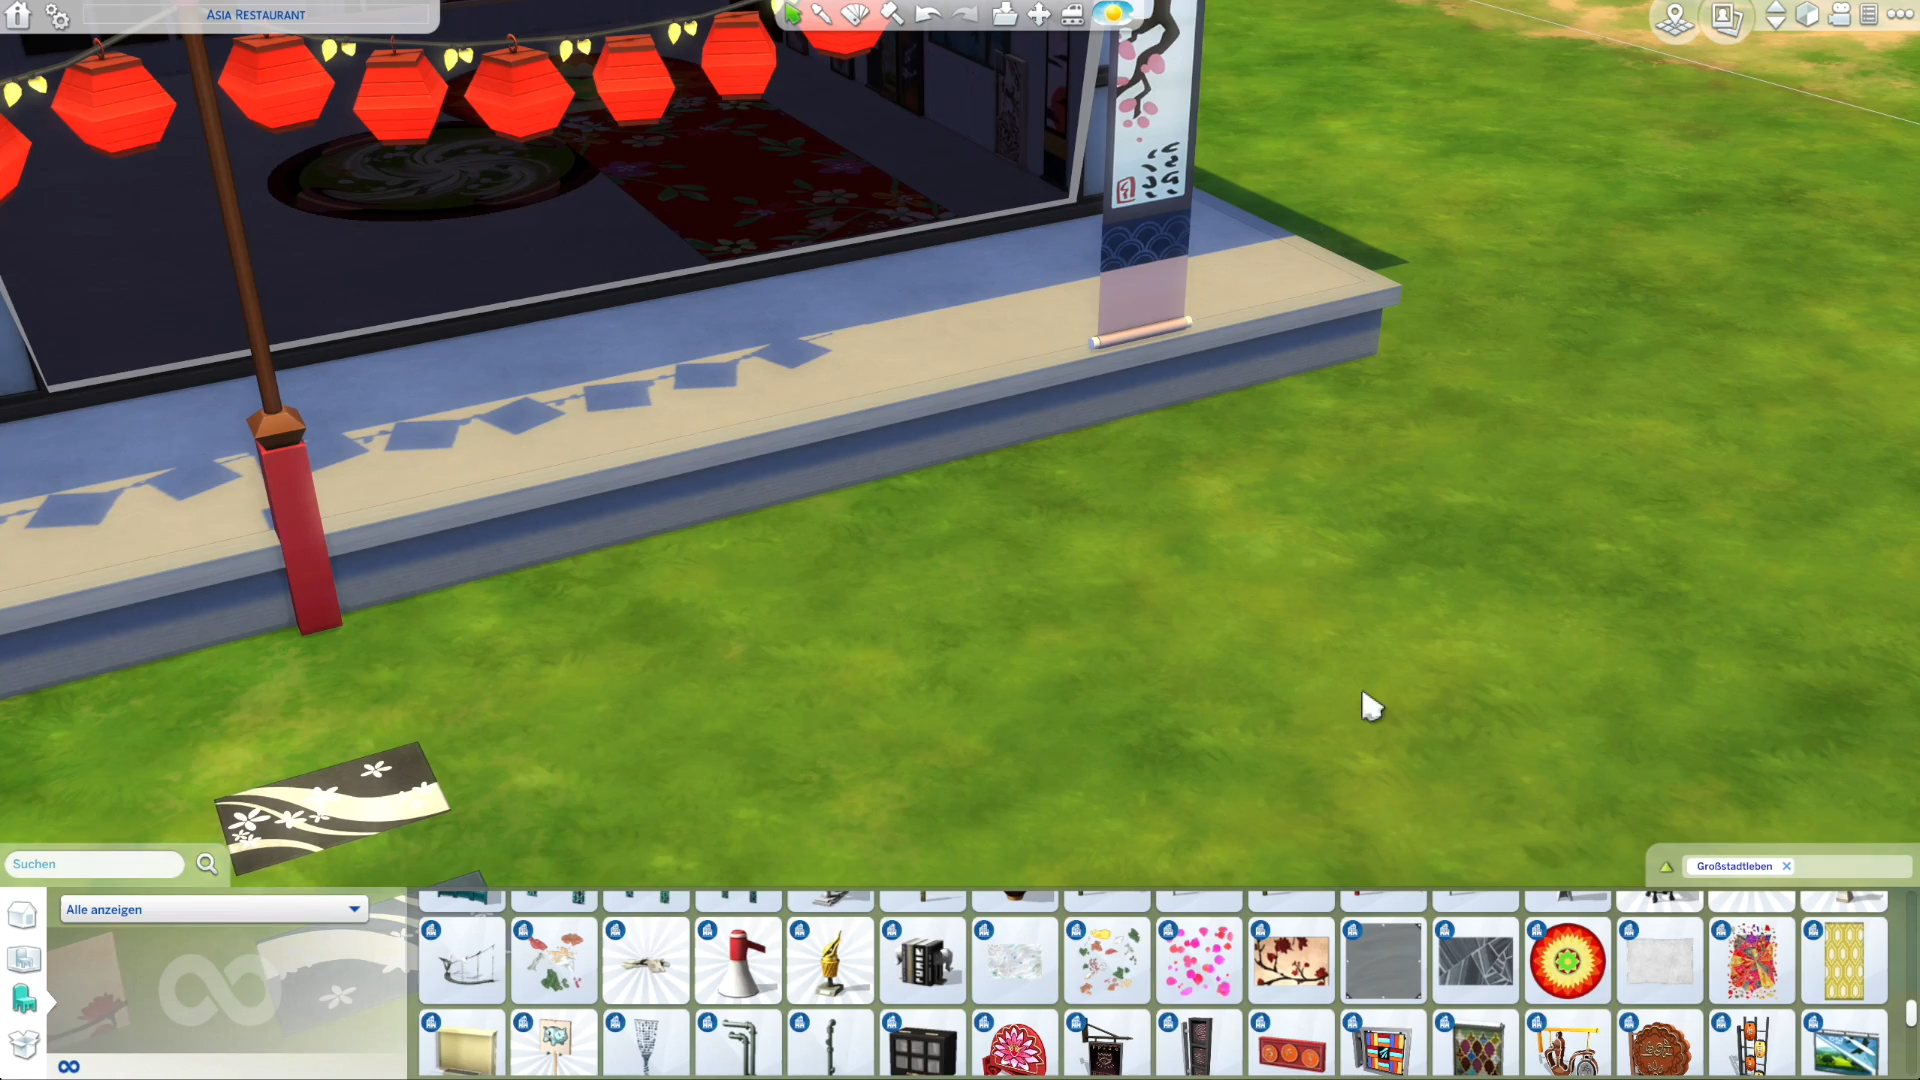 Asia Restaurant
Suchen
Großstadtleben
Alle anzeigen